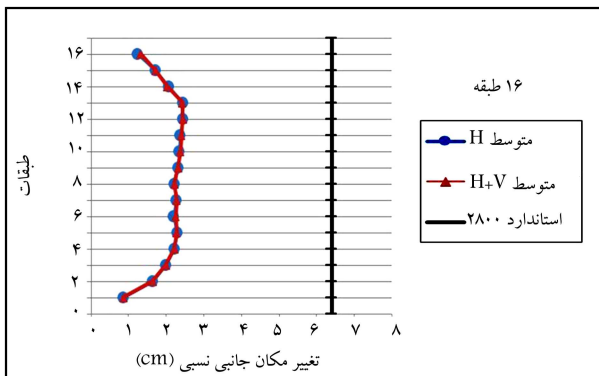 ۱۶ طبقه
متوسط H
متوسط H+V
استاندارد ۲۸۰۰
طبقات
۱۶
۱۴
۱۲
۱۰
۸
۶
۴
۲
۰
۰ ۱ ۲ ۳ ۴ ۵ ۶ ۷ ۸
تغییر مکان جانبی نسبی (cm)